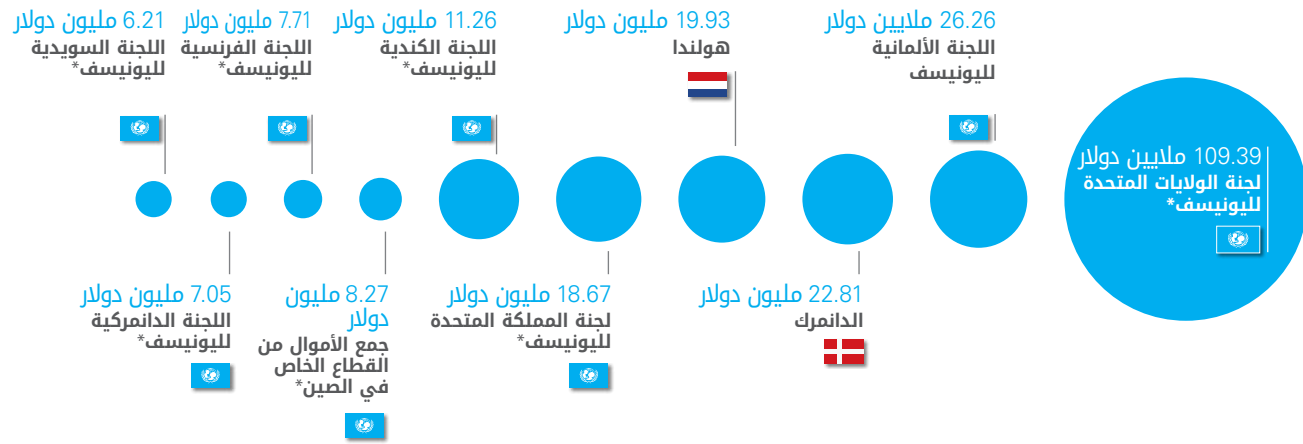 109.39 ملايين دولار
لجنة الولايات المتحدة
لليونيسف*
26.26 ملايين دولار
اللجنة الألمانية
لليونيسف
22.81 مليون دولار
الدانمرك
19.93 مليون دولار
هولندا
18.67 مليون دولار
لجنة المملكة المتحدة
لليونيسف*
11.26 مليون دولار
اللجنة الكندية
لليونيسف*
8.27 مليون
دولار
جمع الأموال من
القطاع الخاص
في الصين*
7.71 مليون دولار
اللجنة الفرنسية
لليونيسف*
7.05 مليون دولار
اللجنة الدانمركية
لليونيسف*
6.21 مليون دولار
اللجنة السويدية
لليونيسف*